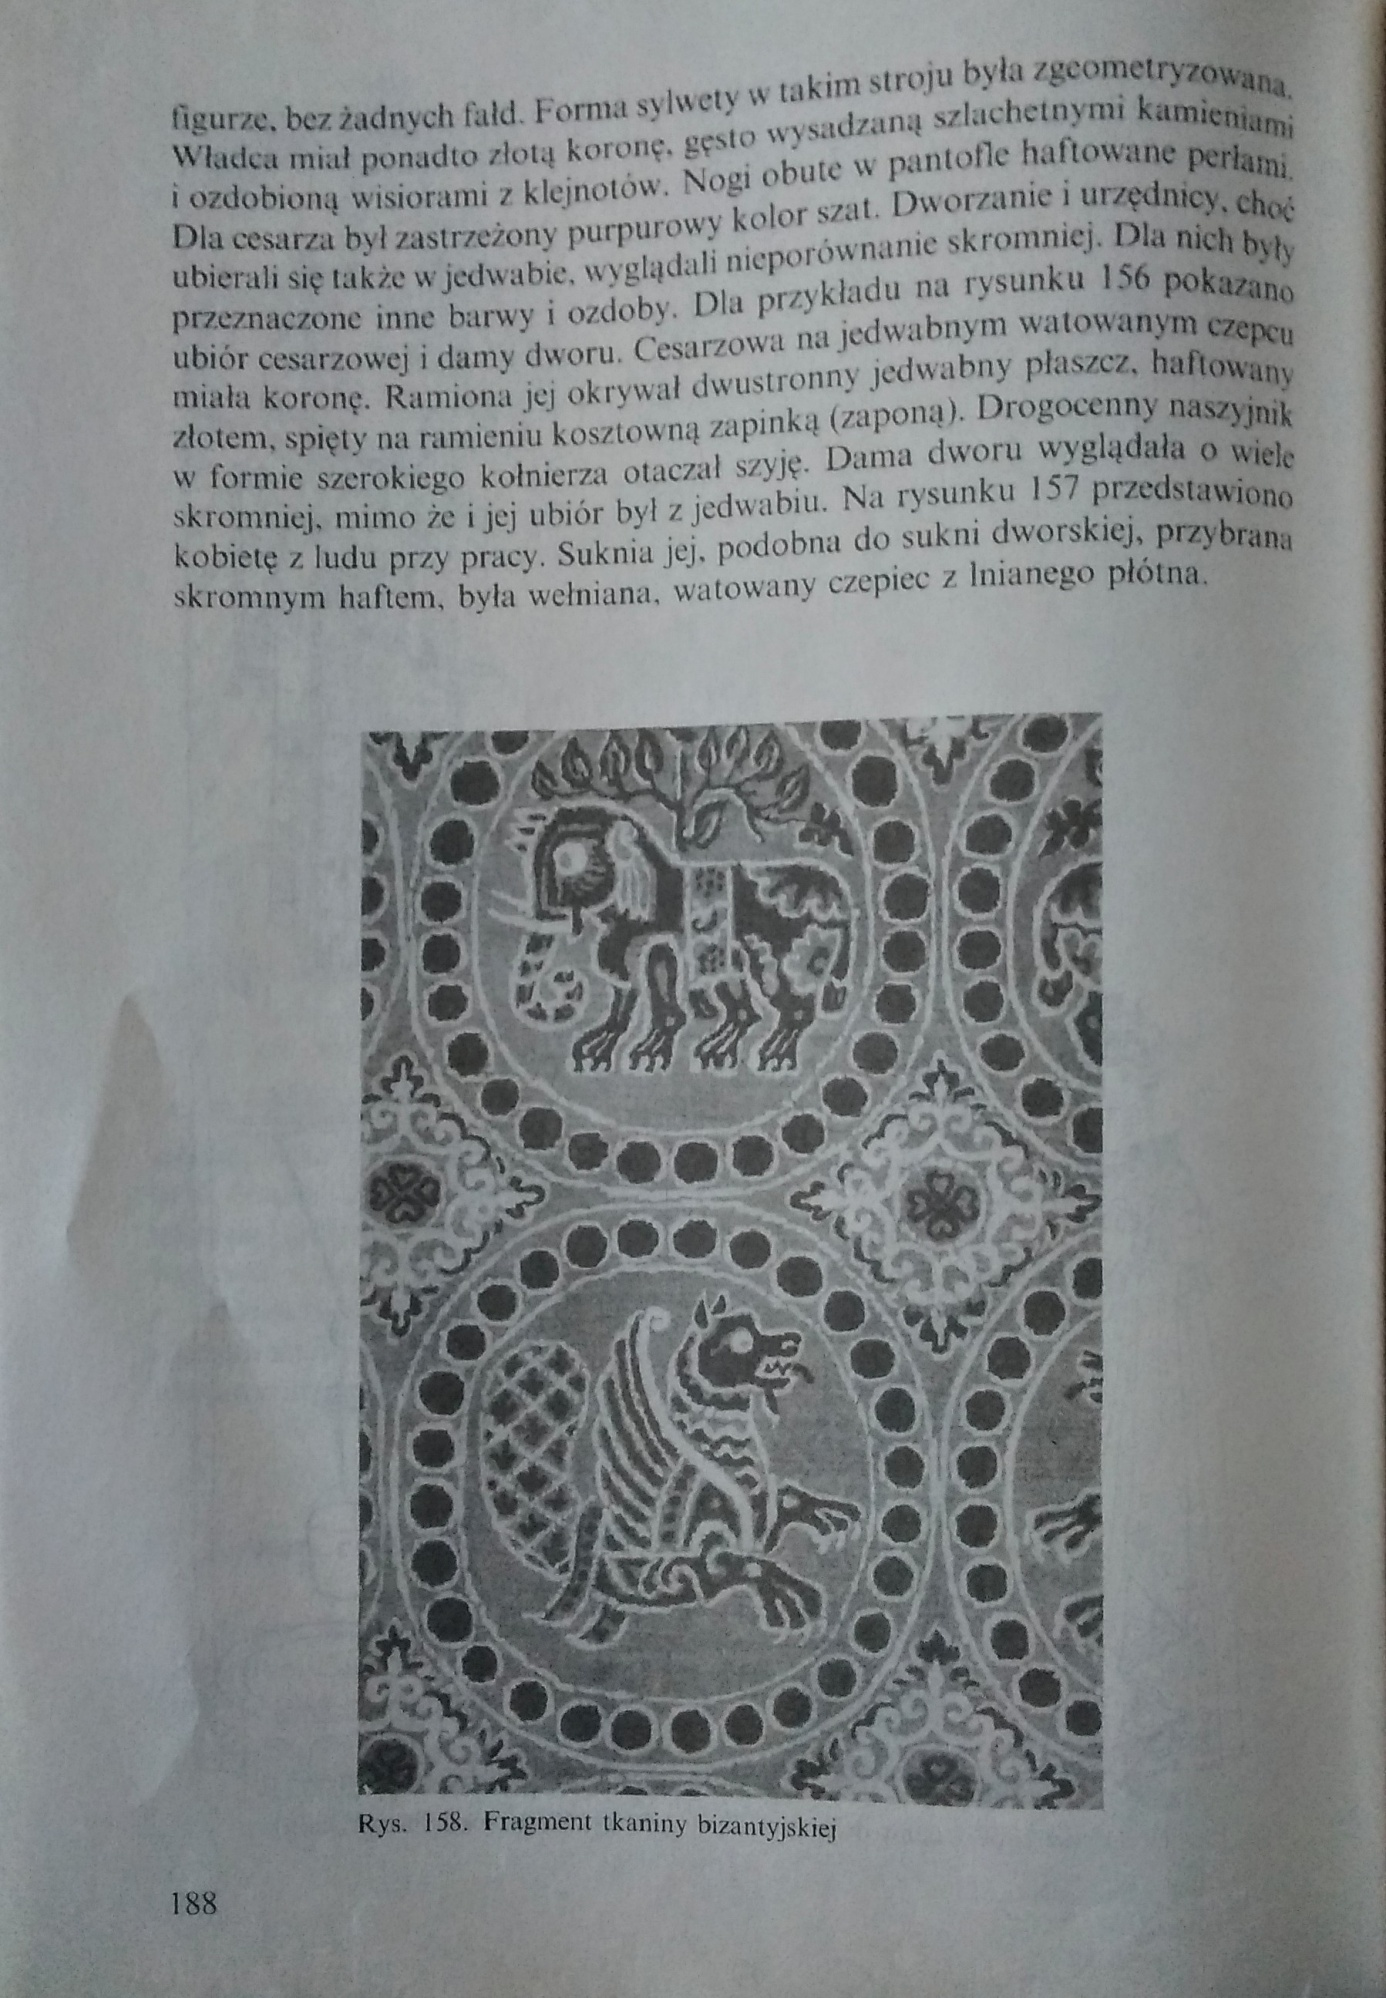 figurze, bez żadnych fałd. Forma sylwety w takim stroju była zgeometryzowana.
Władca miał ponadto złotą koronę, gęsto wysadzaną szlachetnymi kamieniami
i ozdobioną wisiorami z klejnotów. Nogi obute w pantofle haftowane perłami.
Dla cesarza był zastrzeżony purpurowy kolor szat. Dworzanie i urzędnicy, choć
ubierali się także w jedwabie, wyglądali nieporównanie skromniej. Dla nich były
przeznaczone inne barwy i ozdoby. Dla przykładu na rysunku 156 pokazano
ubiór cesarzowej i damy dworu. Cesarzowa na jedwabnym watowanym czepcu
miała koronę. Ramiona jej okrywał dwustronny jedwabny płaszcz, haftowany
złotem, spięty na ramieniu kosztowną zapinką (zaponą). Drogocenny naszyjnik
w formie szerokiego kołnierza otaczał szyję. Dama dworu wyglądała o wiele
skromniej, mimo że i jej ubiór był z jedwabiu. Na rysunku 157 przedstawiono
kobietę z ludu przy pracy. Suknia jej, podobna do sukni dworskiej, przybrana
skromnym haftem, była wełniana, watowany czepiec z lnianego płótna.
Rys. 158. Fragment tkaniny bizantyjskiej
188